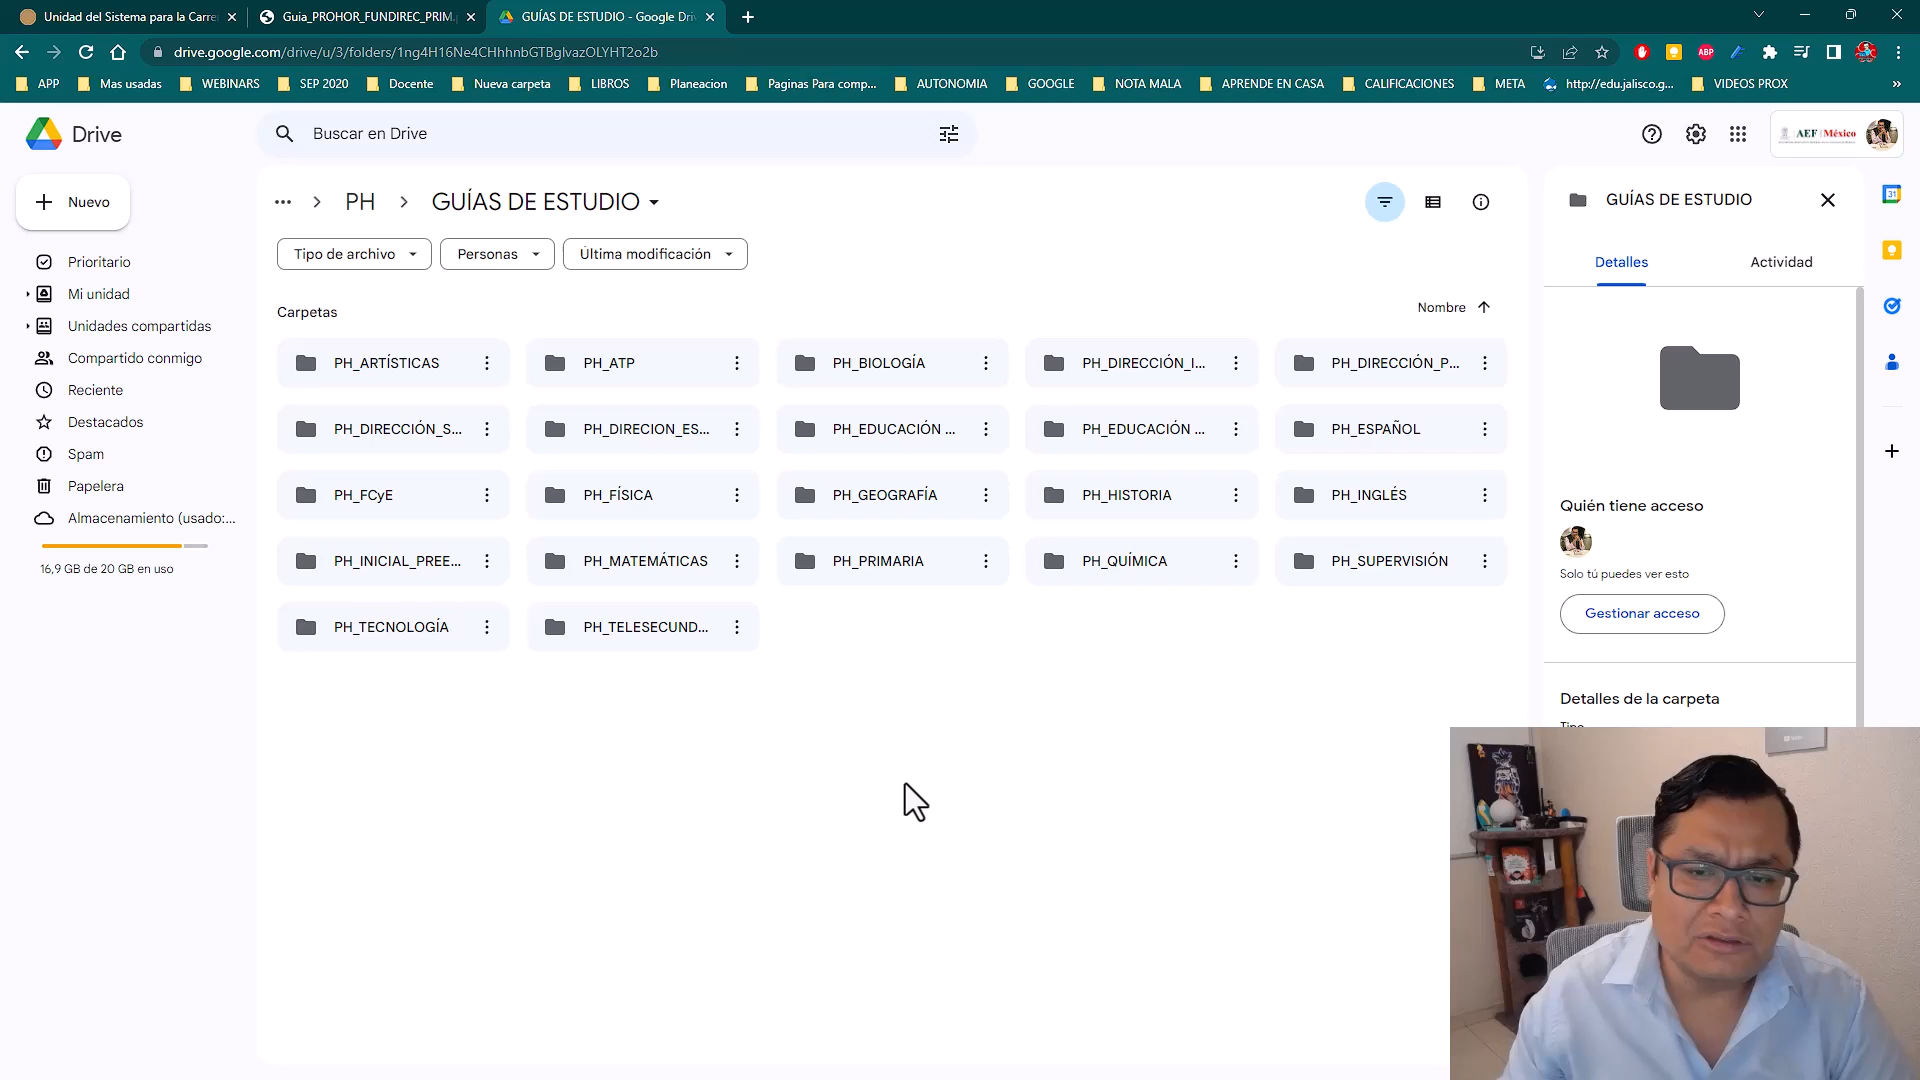 Unidad del Sistema para la Carre
Guia_PROHOR_FUNDIREC_PRIM.
GUÍAS DE ESTUDIO - Google Driv
drive.google.com/drive/u/3/folders/1ng4H16Ne4CHhhnbGTBglvazOLYHT2o2b
ABP
APP
Mas usadas
WEBINARS
SEP 2020
Docente
Nueva carpeta
LIBROS
Planeacion
Paginas Para comp...
AUTONOMIA
GOOGLE
NOTA MALA
APRENDE EN CASA
CALIFICACIONES
META
http://edu.jalisco.g...
VIDEOS PROX
»
Drive
Buscar en Drive
AEF México
Nuevo
Prioritario
Mi unidad
Unidades compartidas
Compartido conmigo
Reciente
Destacados
Spam
Papelera
Almacenamiento (usado:...
16,9 GB de 20 GB en uso
... > PH > GUÍAS DE ESTUDIO
Tipo de archivo
Personas
Última modificación
Carpetas
Nombre
PH_ARTÍSTICAS
PH_ATP
PH_BIOLOGÍA
PH_DIRECCIÓN_I...
PH_DIRECCIÓN_P...
PH_DIRECCIÓN_S...
PH_DIRECION_ES...
PH_EDUCACIÓN ...
PH_EDUCACIÓN ...
PH_ESPAÑOL
PH_FCyE
PH_FÍSICA
PH_GEOGRAFÍA
PH_HISTORIA
PH_INGLÉS
PH_INICIAL_PREE...
PH_MATEMÁTICAS
PH_PRIMARIA
PH_QUÍMICA
PH_SUPERVISIÓN
PH_TECNOLOGÍA
PH_TELESECUND...
GUÍAS DE ESTUDIO
Detalles
Actividad
Quién tiene acceso
Solo tú puedes ver esto
Gestionar acceso
Detalles de la carpeta
Tipo
31